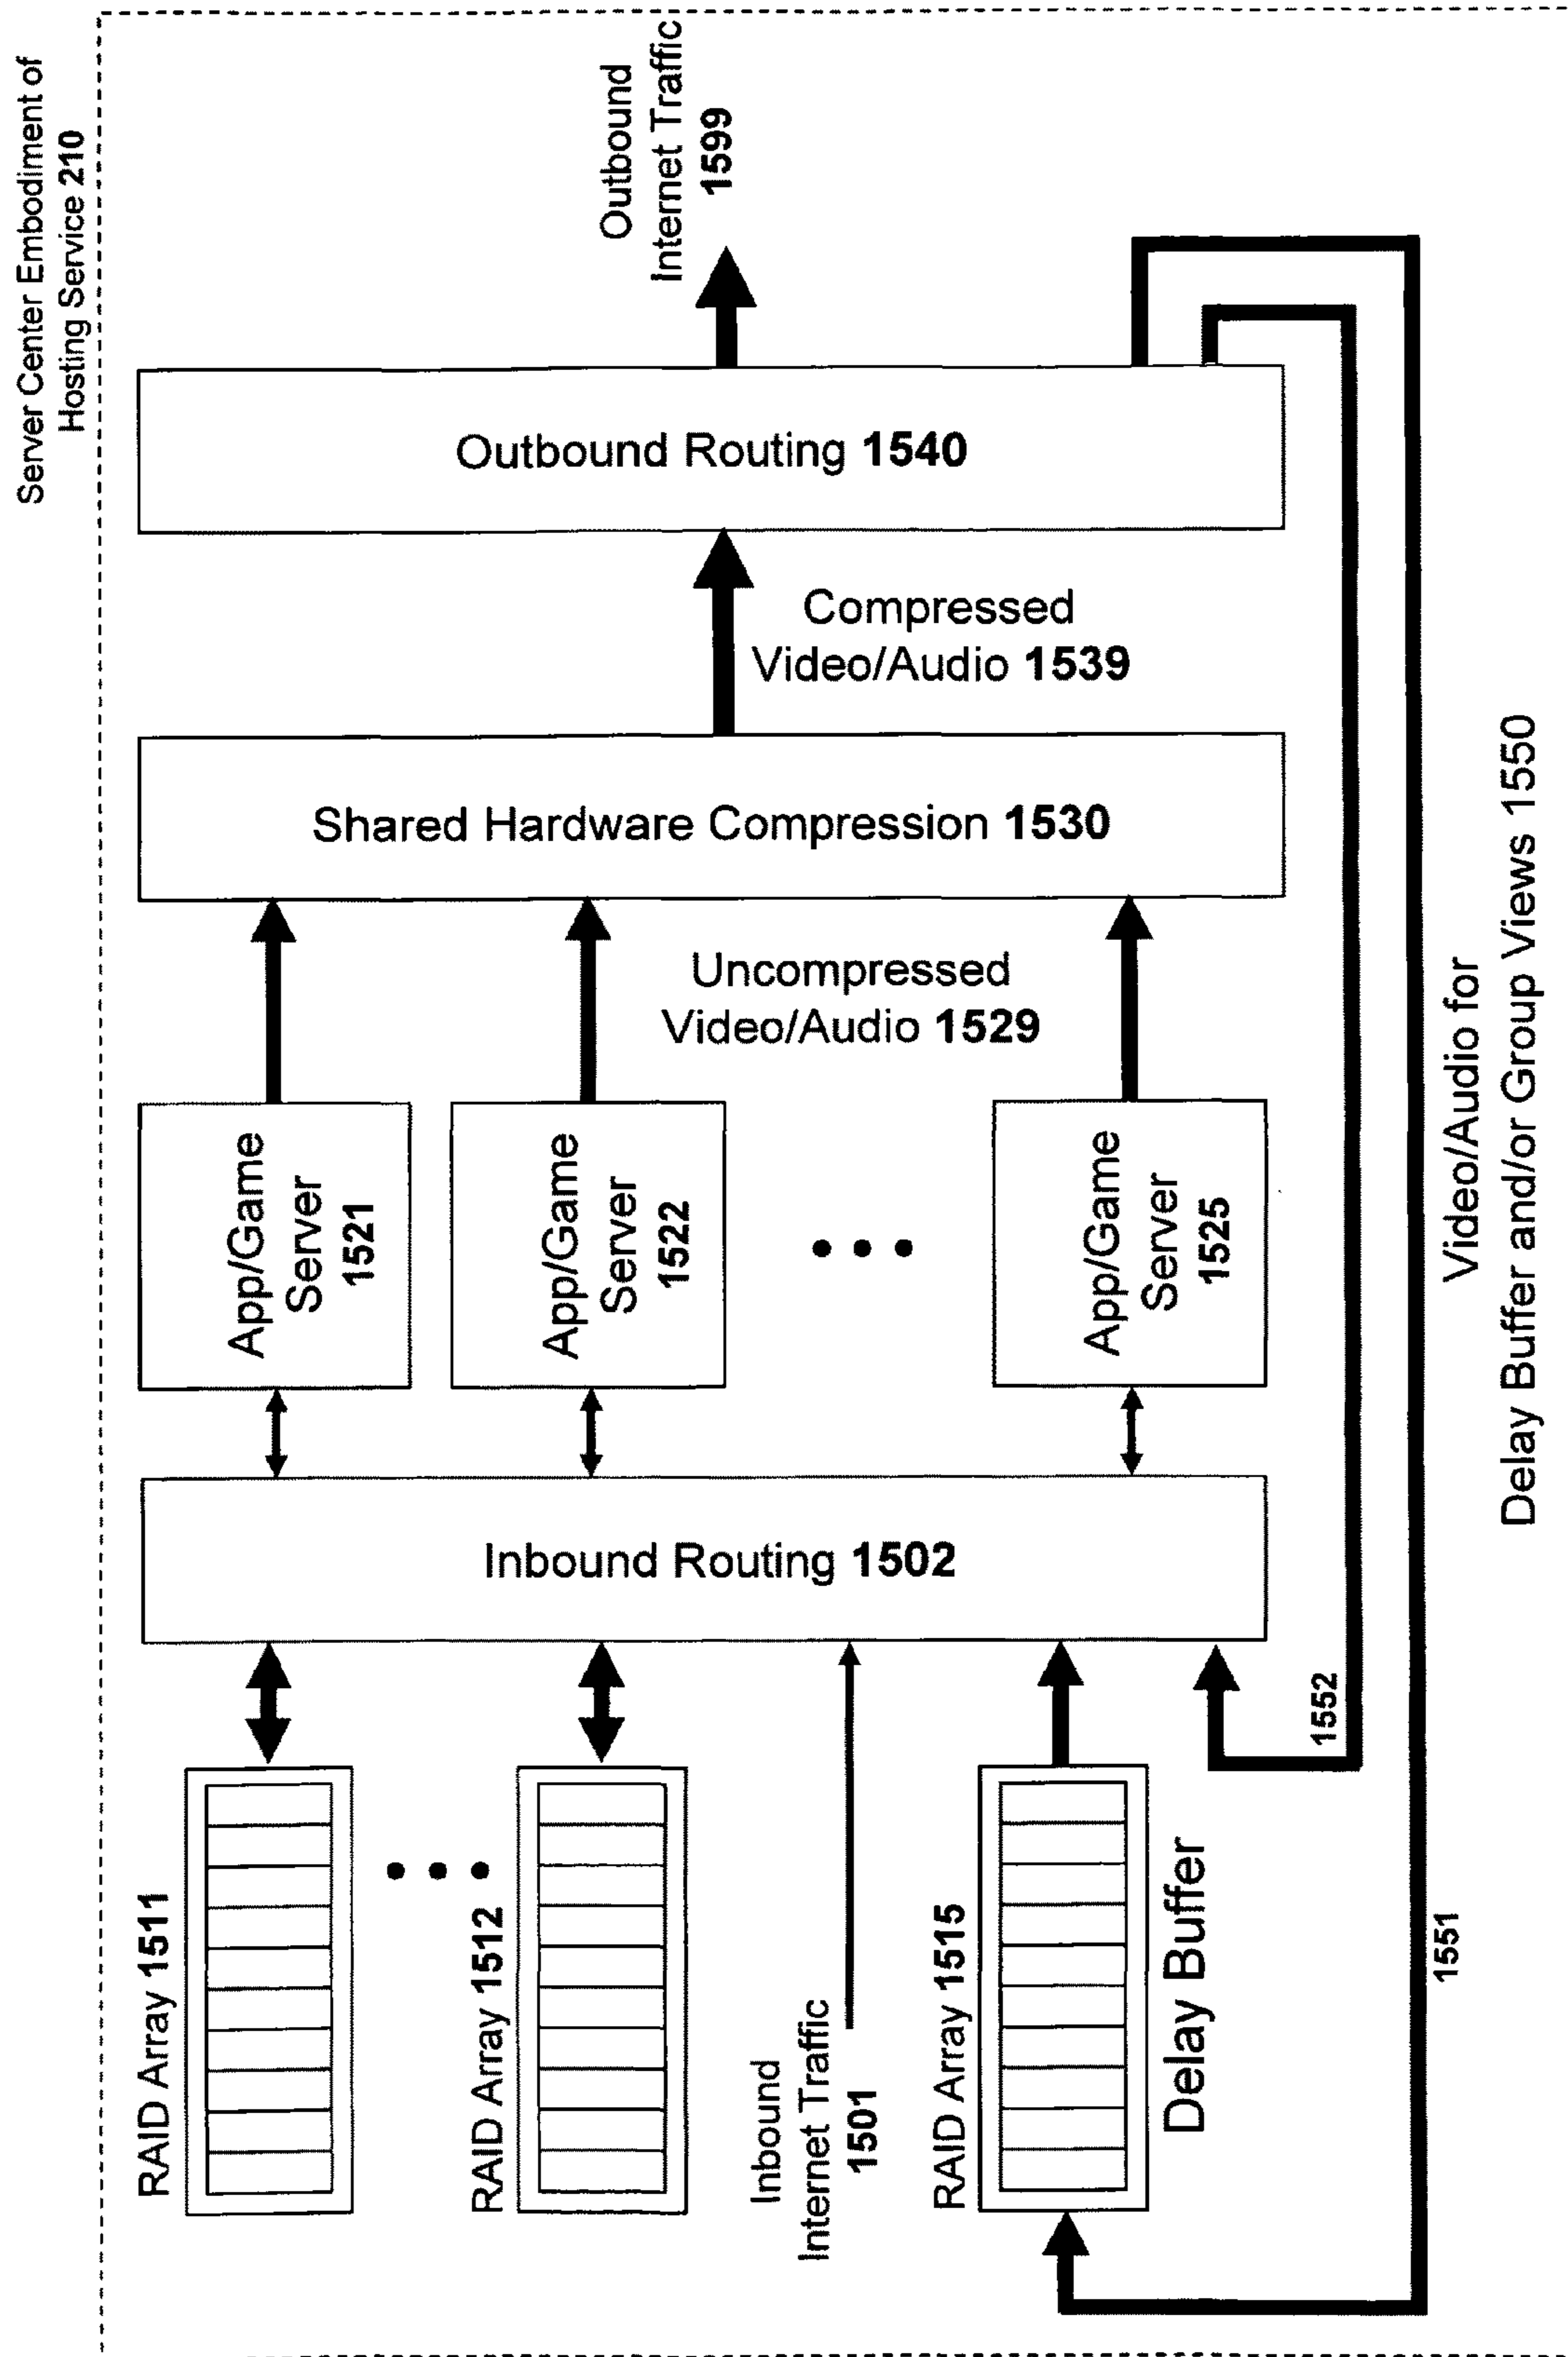 Server Center Embodiment of
Hosting Service 210
RAID Array 1511
RAID Array 1512
Inbound
Internet Traffic
1501
RAID Array 1515
Delay Buffer
Inbound Routing 1502
App/Game
Server
1521
App/Game
Server
1522
App/Game
Server
1525
Uncompressed
Video/Audio 1529
Shared Hardware Compression 1530
Compressed
Video/Audio 1539
Outbound Routing 1540
Outbound
Internet Traffic
1599
1552
1551
Video/Audio for
Delay Buffer and/or Group Views 1550